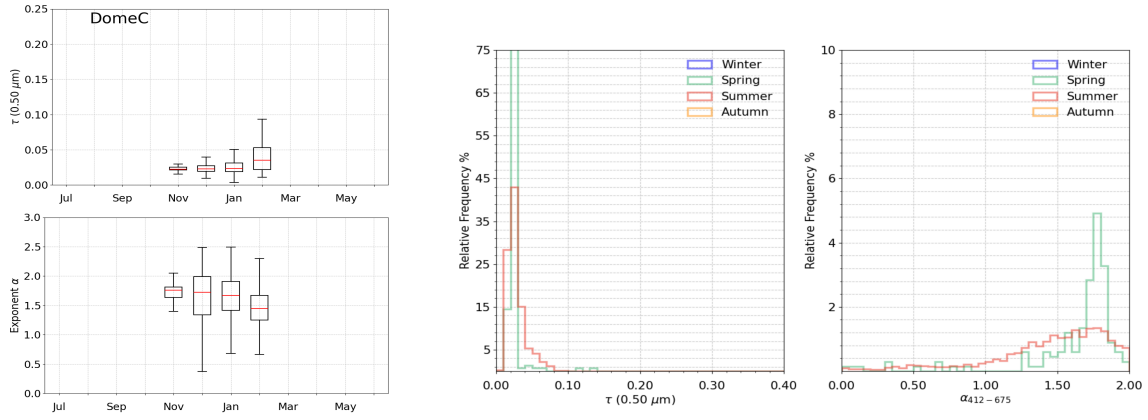 DomeC
τ (0.50 μm)
0.25
0.20
0.15
0.10
0.05
0.00
Jul Sep Nov Jan Mar May
Exponent α
3.0
2.5
2.0
1.5
1.0
0.5
0.0
Jul Sep Nov Jan Mar May
Relative Frequency %
75
65
55
45
35
25
15
5
Winter
Spring
Summer
Autumn
0.00 0.10 0.20 0.30 0.40
τ (0.50 μm)
Relative Frequency %
10
8
6
4
2
Winter
Spring
Summer
Autumn
0.00 0.50 1.00 1.50 2.00
α412−675